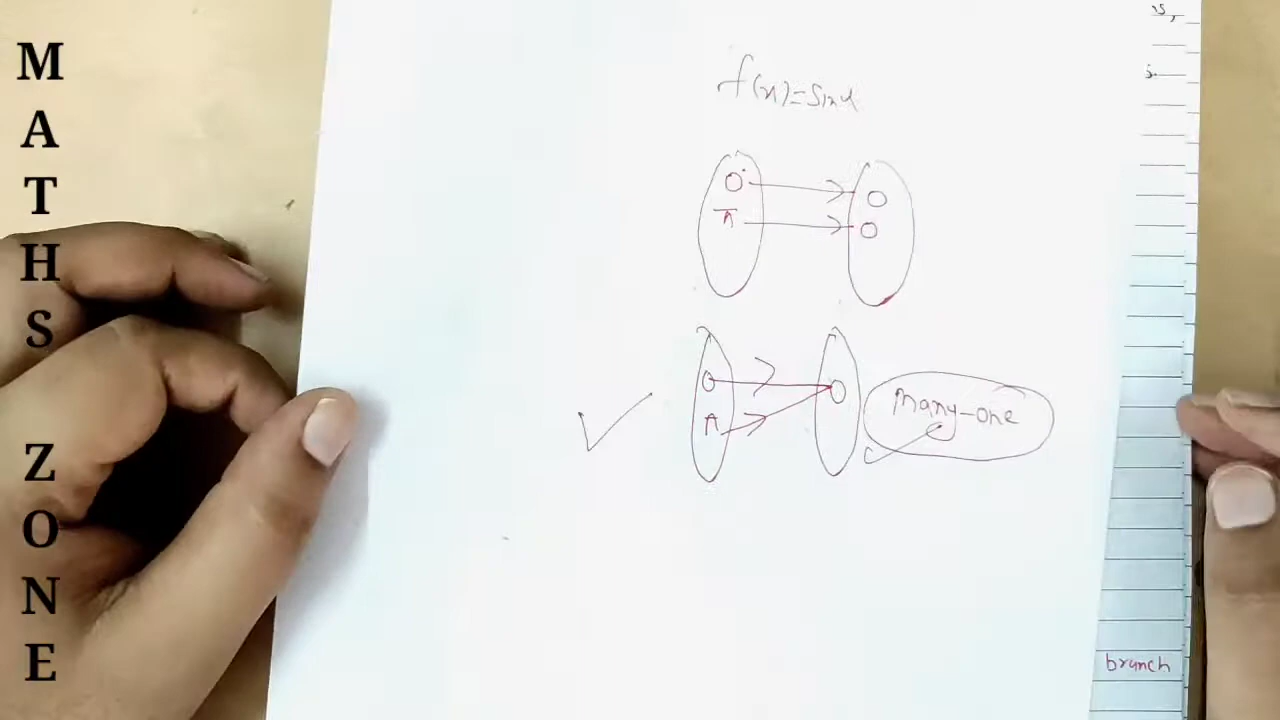 MATHS ZONE
f(x)=sinx
0 0
π 0
0 0
π
many-one
branch